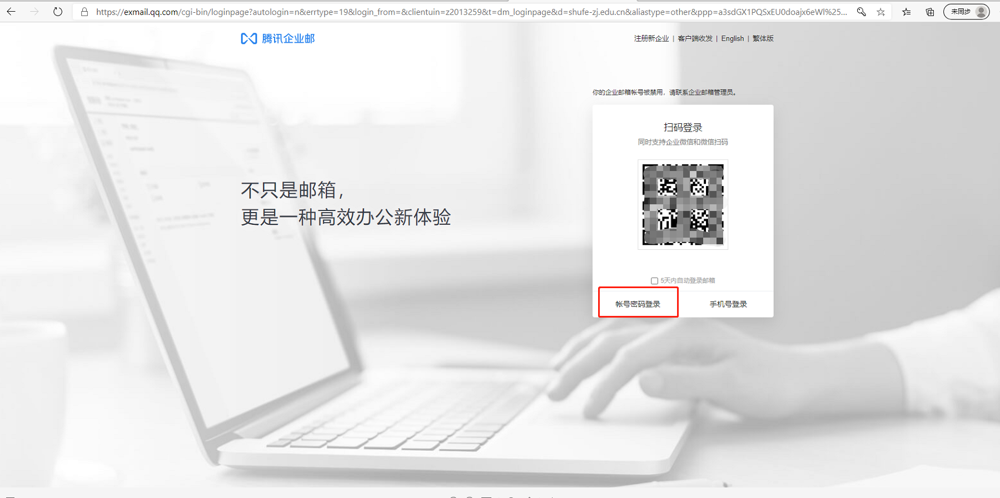 https://exmail.qq.com/cgi-bin/loginpage?autologin=n&errtype=19&login_from=&clientuin=z2013259&t=dm_loginpage&d=shufe-zj.edu.cn&aliastype=other&ppp=a3sdGX1PQSxEU0doajx6eWl%25...
未同步
腾讯企业邮
注册新企业 | 客户端收发 | English | 繁体版
你的企业邮箱帐号被禁用，请联系企业邮箱管理员。
扫码登录
同时支持企业微信和微信扫码
不只是邮箱，
更是一种高效办公新体验
5天内自动登录邮箱
帐号密码登录
手机号登录